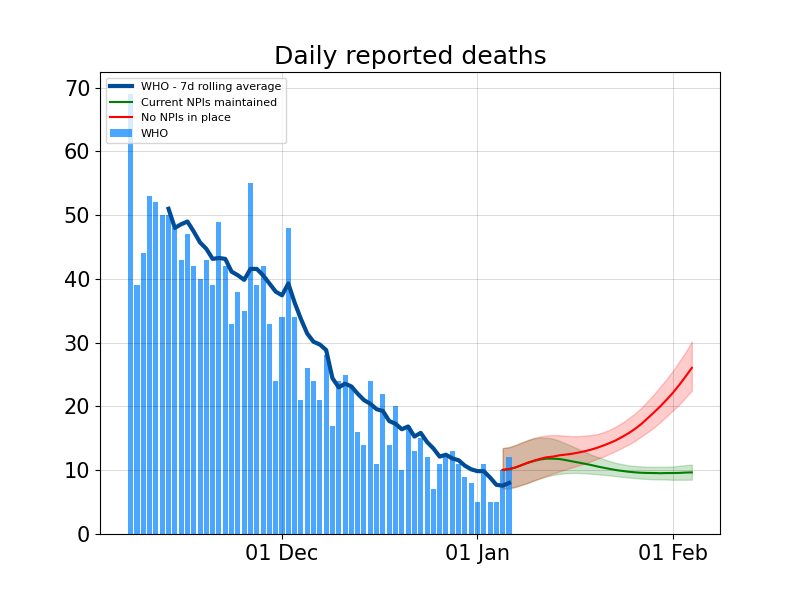 Daily reported deaths
WHO - 7d rolling average
Current NPIs maintained
No NPIs in place
WHO
70
60
50
40
30
20
10
0
01 Dec
01 Jan
01 Feb